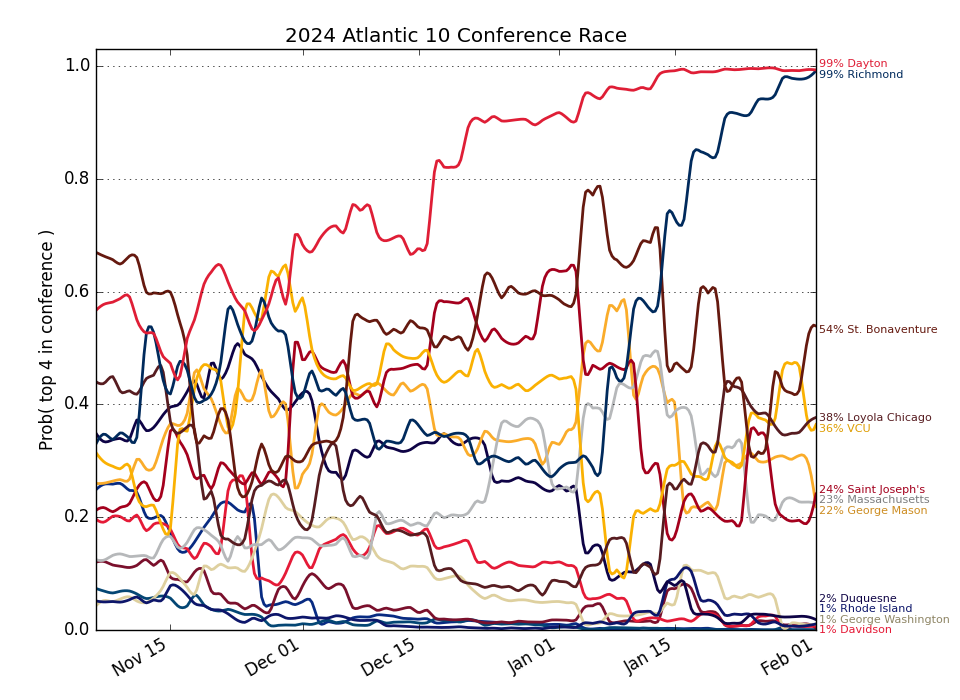 2024 Atlantic 10 Conference Race
Prob( top 4 in conference )
1.0
0.8
0.6
0.4
0.2
0.0
Nov 15
Dec 01
Dec 15
Jan 01
Jan 15
Feb 01
99% Dayton
99% Richmond
54% St. Bonaventure
38% Loyola Chicago
36% VCU
24% Saint Joseph's
23% Massachusetts
22% George Mason
2% Duquesne
1% Rhode Island
1% George Washington
1% Davidson